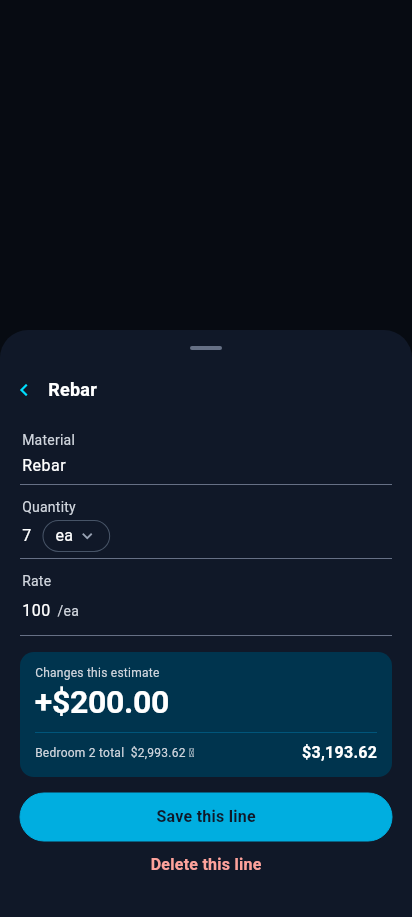 Rebar
Material
Rebar
Quantity
7 ea
Rate
100 /ea
Changes this estimate
+$200.00
Bedroom 2 total $2,993.62
$3,193.62
Save this line
Delete this line